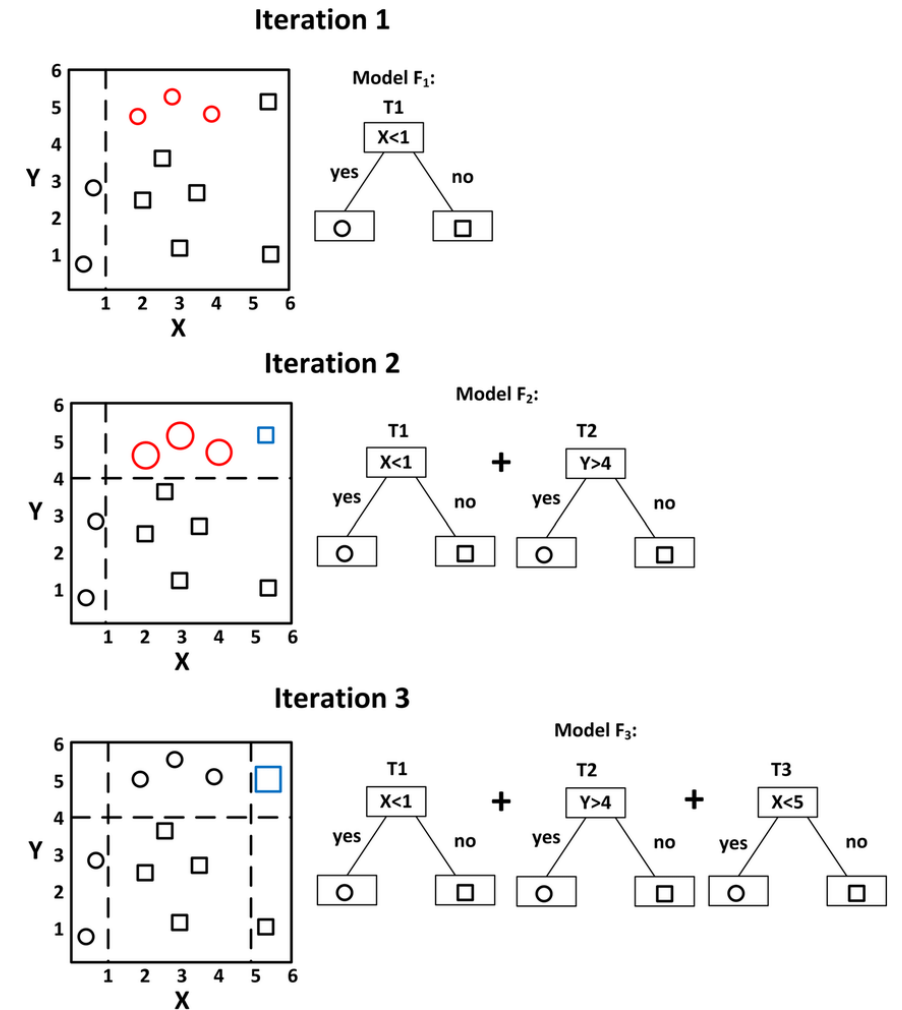 Iteration 1
Model F₁:
T1
X<1
yes
no
6
5
4
Y 3
2
1
1 2 3 4 5 6
X
Iteration 2
Model F₂:
T1
X<1
yes
no
+
T2
Y>4
yes
no
6
5
4
Y 3
2
1
1 2 3 4 5 6
X
Iteration 3
Model F₃:
T1
X<1
yes
no
+
T2
Y>4
yes
no
+
T3
X<5
yes
no
6
5
4
Y 3
2
1
1 2 3 4 5 6
X